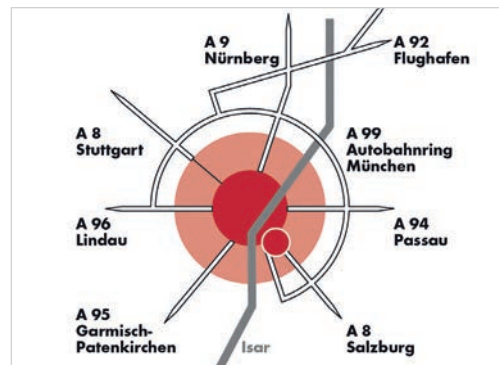 A 9
Nürnberg
A 92
Flughafen
A 8
Stuttgart
A 99
Autobahnring
München
A 96
Lindau
A 94
Passau
A 95
Garmisch-
Patenkirchen
Isar
A 8
Salzburg